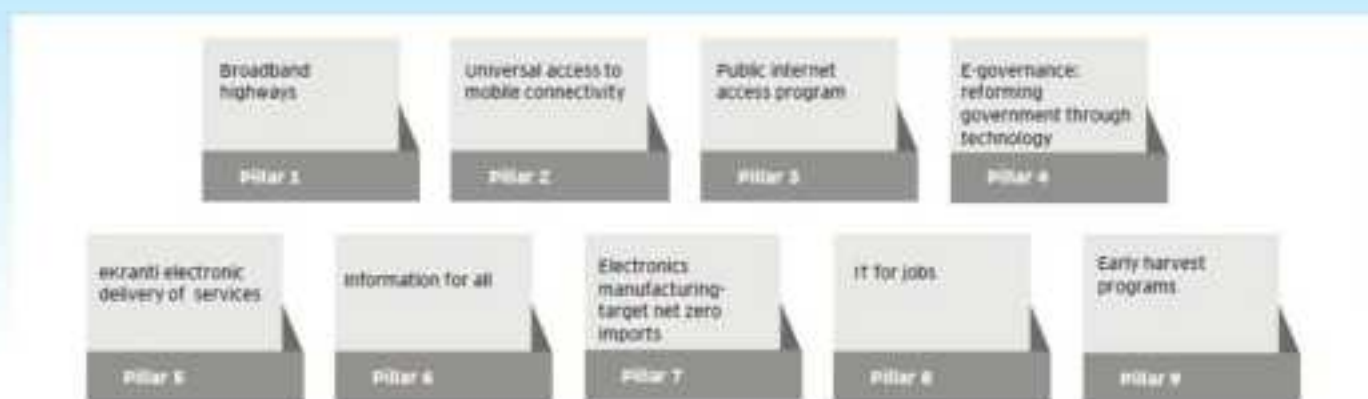 Broadband
highways
Pillar 1
Universal access to
mobile connectivity
Pillar 2
Public internet
access program
Pillar 3
E-governance:
reforming
government through
technology
Pillar 4
eKranti electronic
delivery of services
Pillar 5
Information for all
Pillar 6
Electronics
manufacturing-
target net zero
imports
Pillar 7
IT for jobs
Pillar 8
Early harvest
programs
Pillar 9